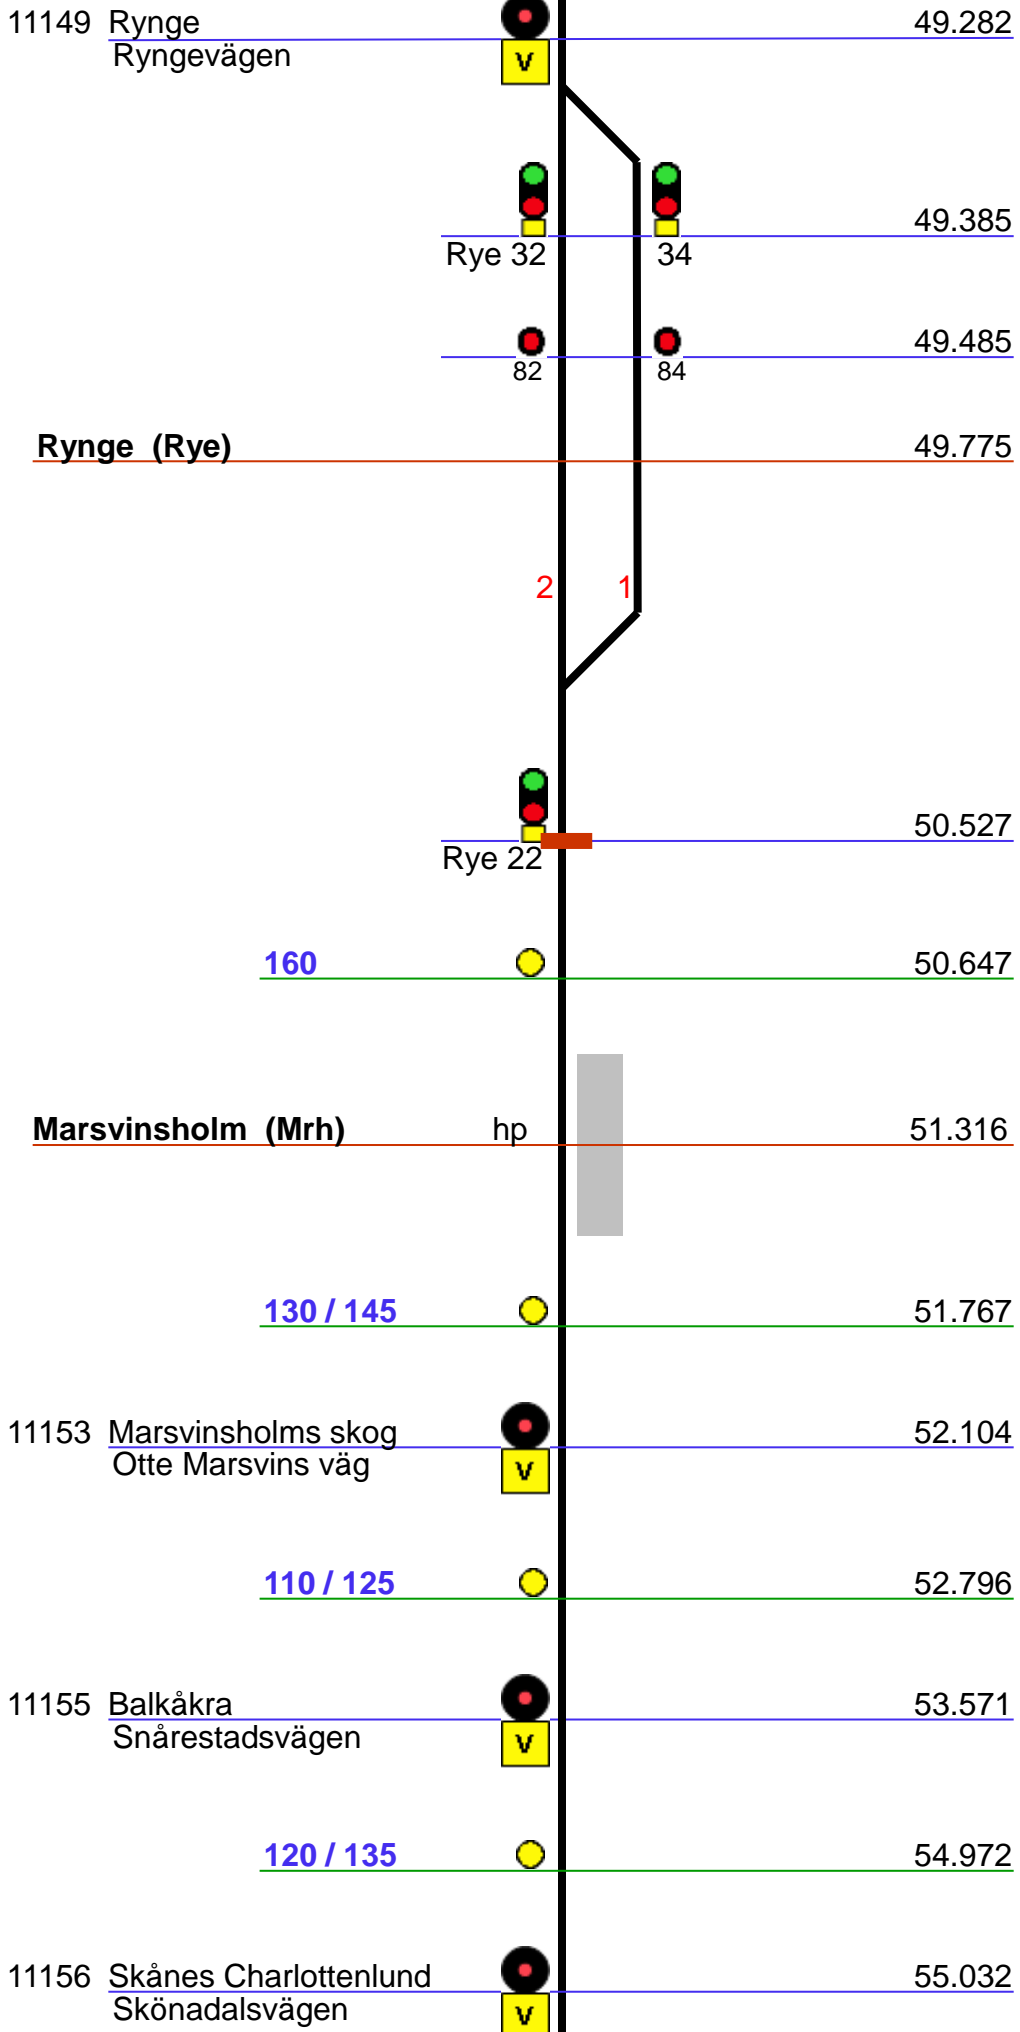 11149 Rynge 49.282
Ryngevägen
V
49.385
Rye 32 34
49.485
82 84
Rynge (Rye) 49.775
2 1
50.527
Rye 22
160 50.647
Marsvinsholm (Mrh) hp 51.316
130 / 145 51.767
11153 Marsvinsholms skog 52.104
Otte Marsvins väg
V
110 / 125 52.796
11155 Balkåkra 53.571
Snårestadsvägen
V
120 / 135 54.972
11156 Skånes Charlottenlund 55.032
Skönadalsvägen
V